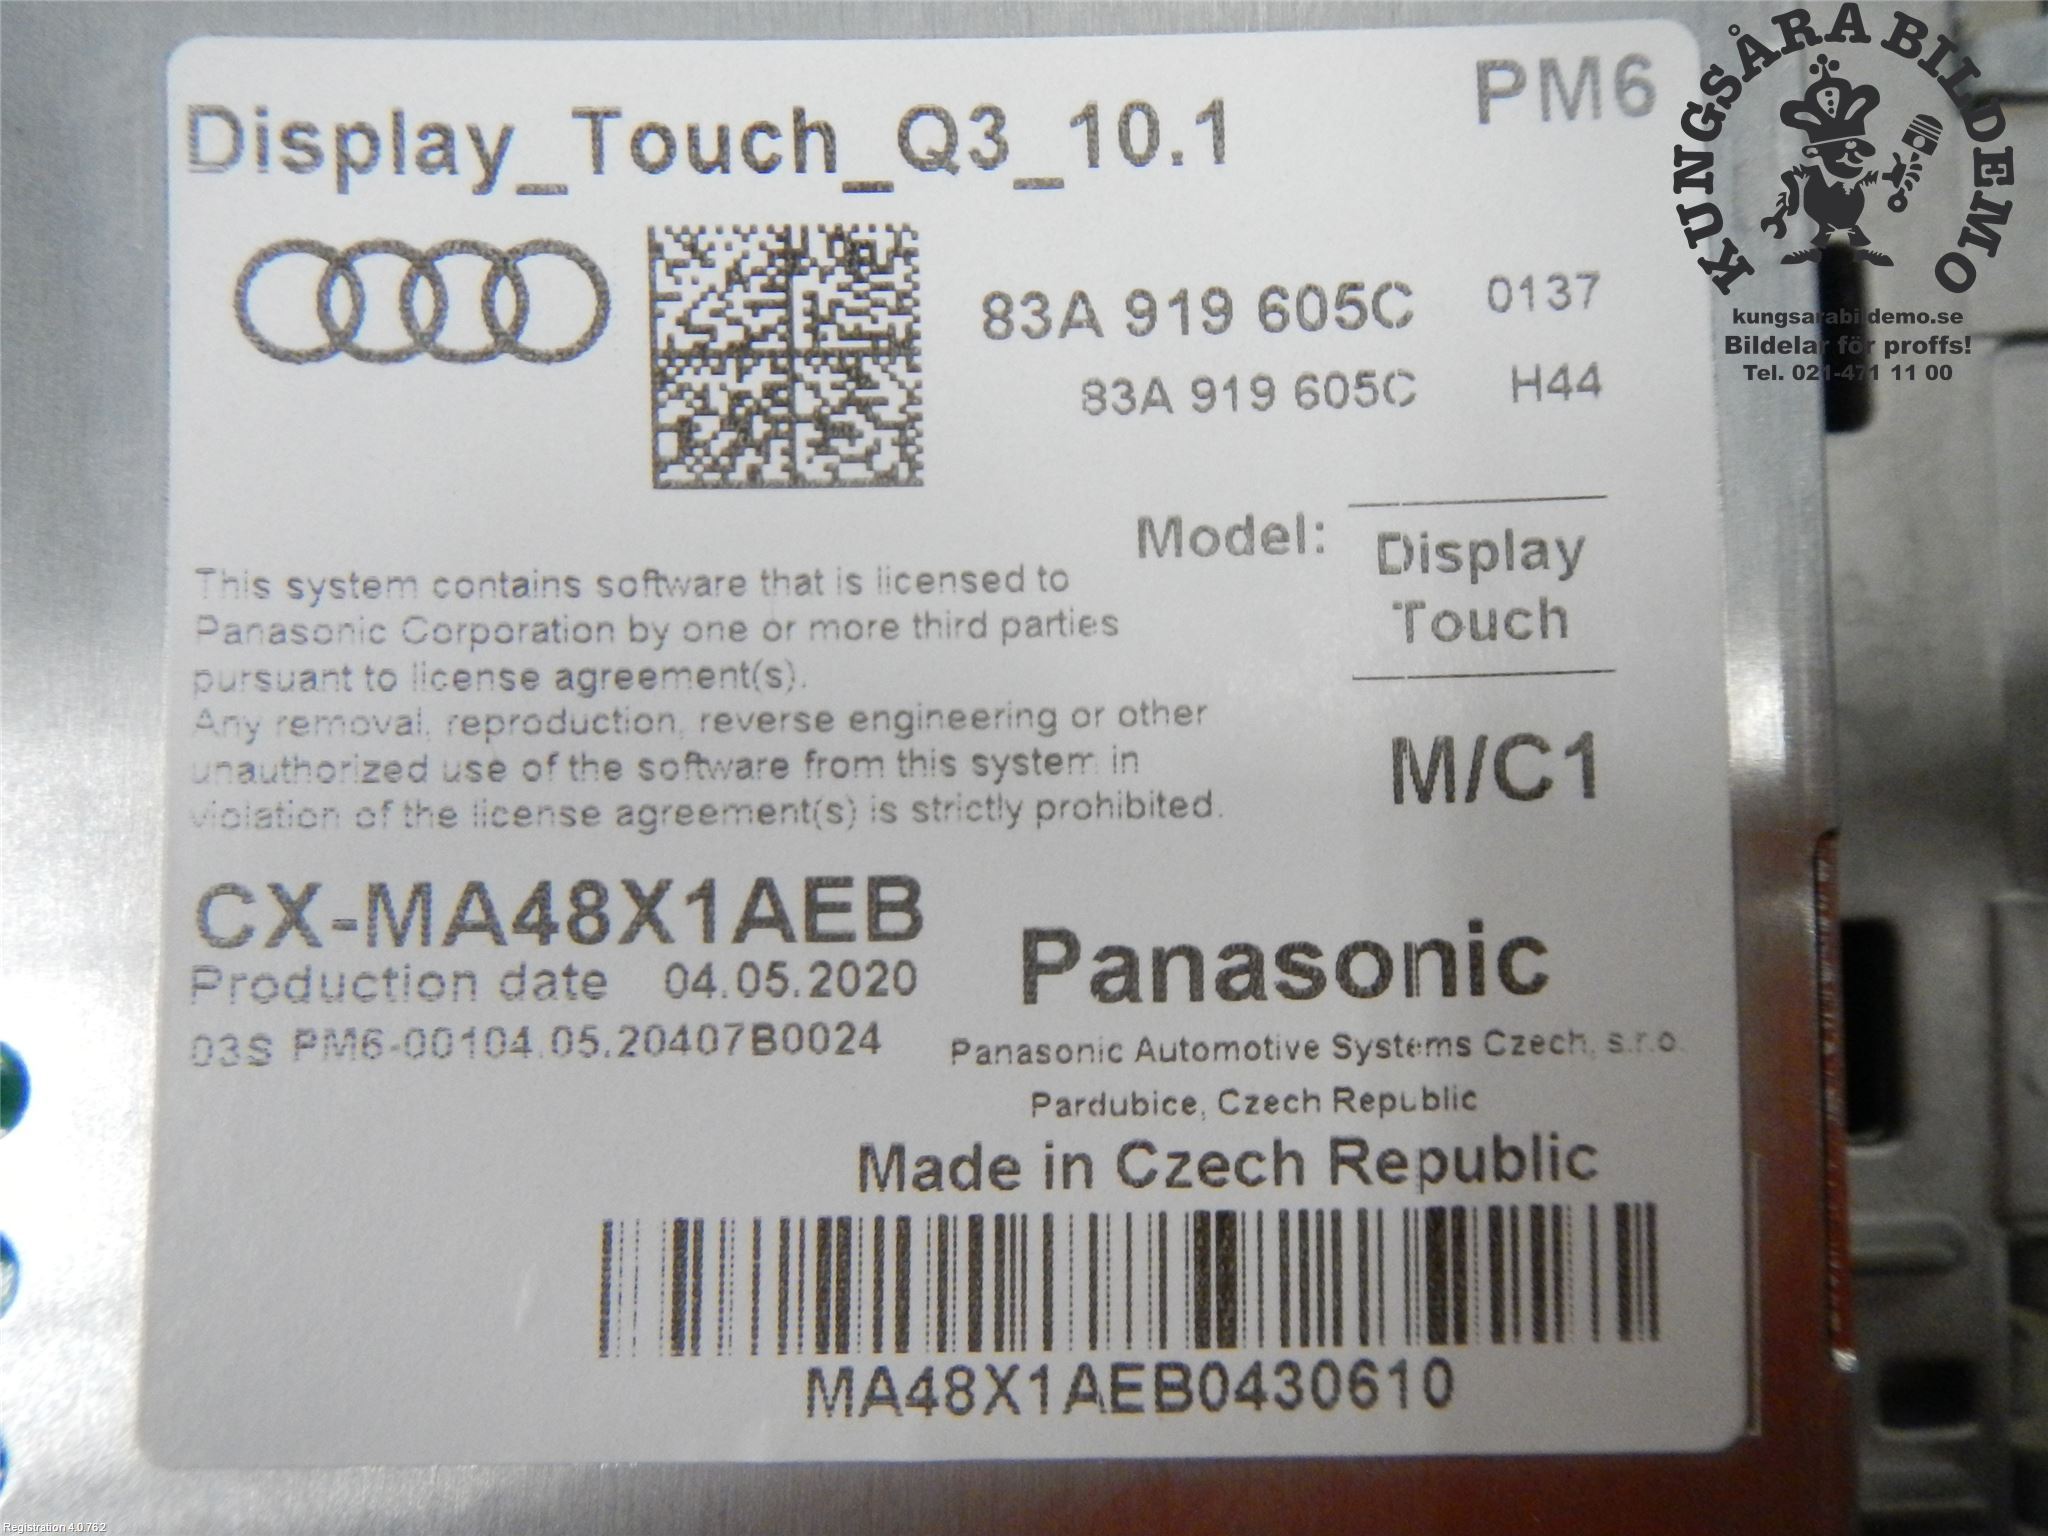 Display_Touch_Q3_10.1
PM6
KUNGSÅRA BILDEMO
83A 919 605C 0137
83A 919 605C H44
kungsarabildemo.se
Bildelar för proffs!
Tel. 021-471 11 00
Model: Display
Touch
This system contains software that is licensed to
Panasonic Corporation by one or more third parties
pursuant to license agreement(s).
Any removal, reproduction, reverse engineering or other
unauthorized use of the software from this system in
violation of the license agreement(s) is strictly prohibited.
M/C1
CX-MA48X1AEB
Production date 04.05.2020
03S PM6-00104.05.20407B0024
Panasonic
Panasonic Automotive Systems Czech, s.r.o.
Pardubice, Czech Republic
Made in Czech Republic
MA48X1AEB0430610
Registration 4.0.762